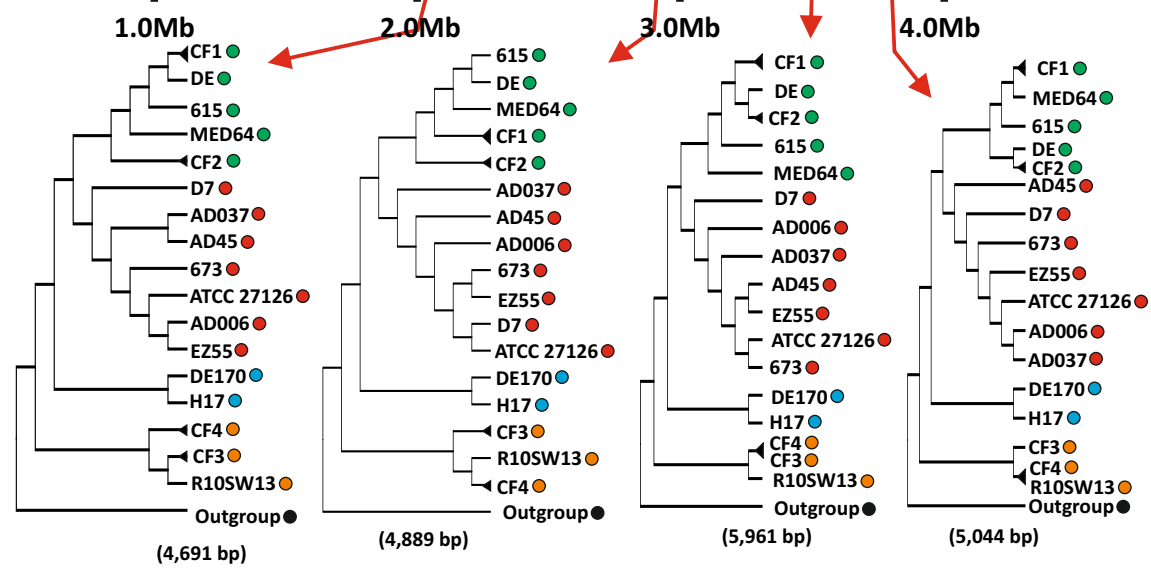 1.0Mb
2.0Mb
3.0Mb
4.0Mb
CF1
DE
615
MED64
CF2
D7
AD037
AD45
673
ATCC 27126
AD006
EZ55
DE170
H17
CF4
CF3
R10SW13
Outgroup
(4,691 bp)
615
DE
MED64
CF1
CF2
AD037
AD45
AD006
673
EZ55
D7
ATCC 27126
DE170
H17
CF3
R10SW13
CF4
Outgroup
(4,889 bp)
CF1
DE
CF2
615
MED64
D7
AD006
AD037
AD45
EZ55
ATCC 27126
673
DE170
H17
CF4
CF3
R10SW13
Outgroup
(5,961 bp)
CF1
MED64
615
DE
CF2
AD45
D7
673
EZ55
ATCC 27126
AD006
AD037
DE170
H17
CF3
CF4
R10SW13
Outgroup
(5,044 bp)